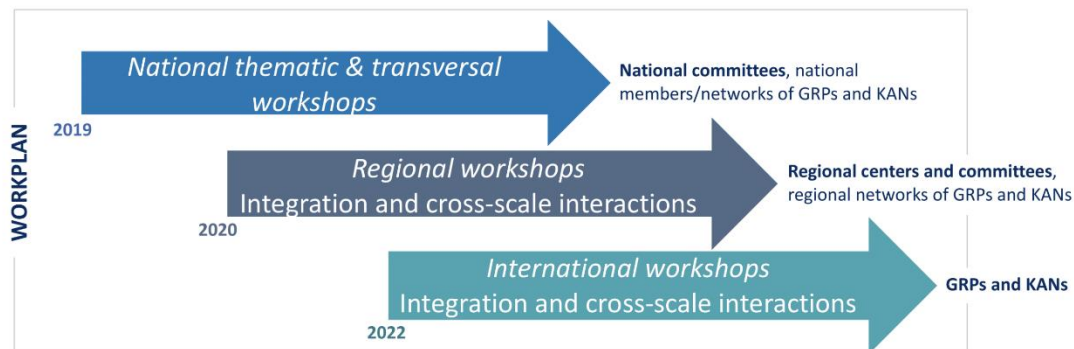 WORKPLAN
National thematic & transversal
workshops
2019
National committees, national
members/networks of GRPs and KANs
Regional workshops
Integration and cross-scale interactions
2020
Regional centers and committees,
regional networks of GRPs and KANs
International workshops
Integration and cross-scale interactions
2022
GRPs and KANs